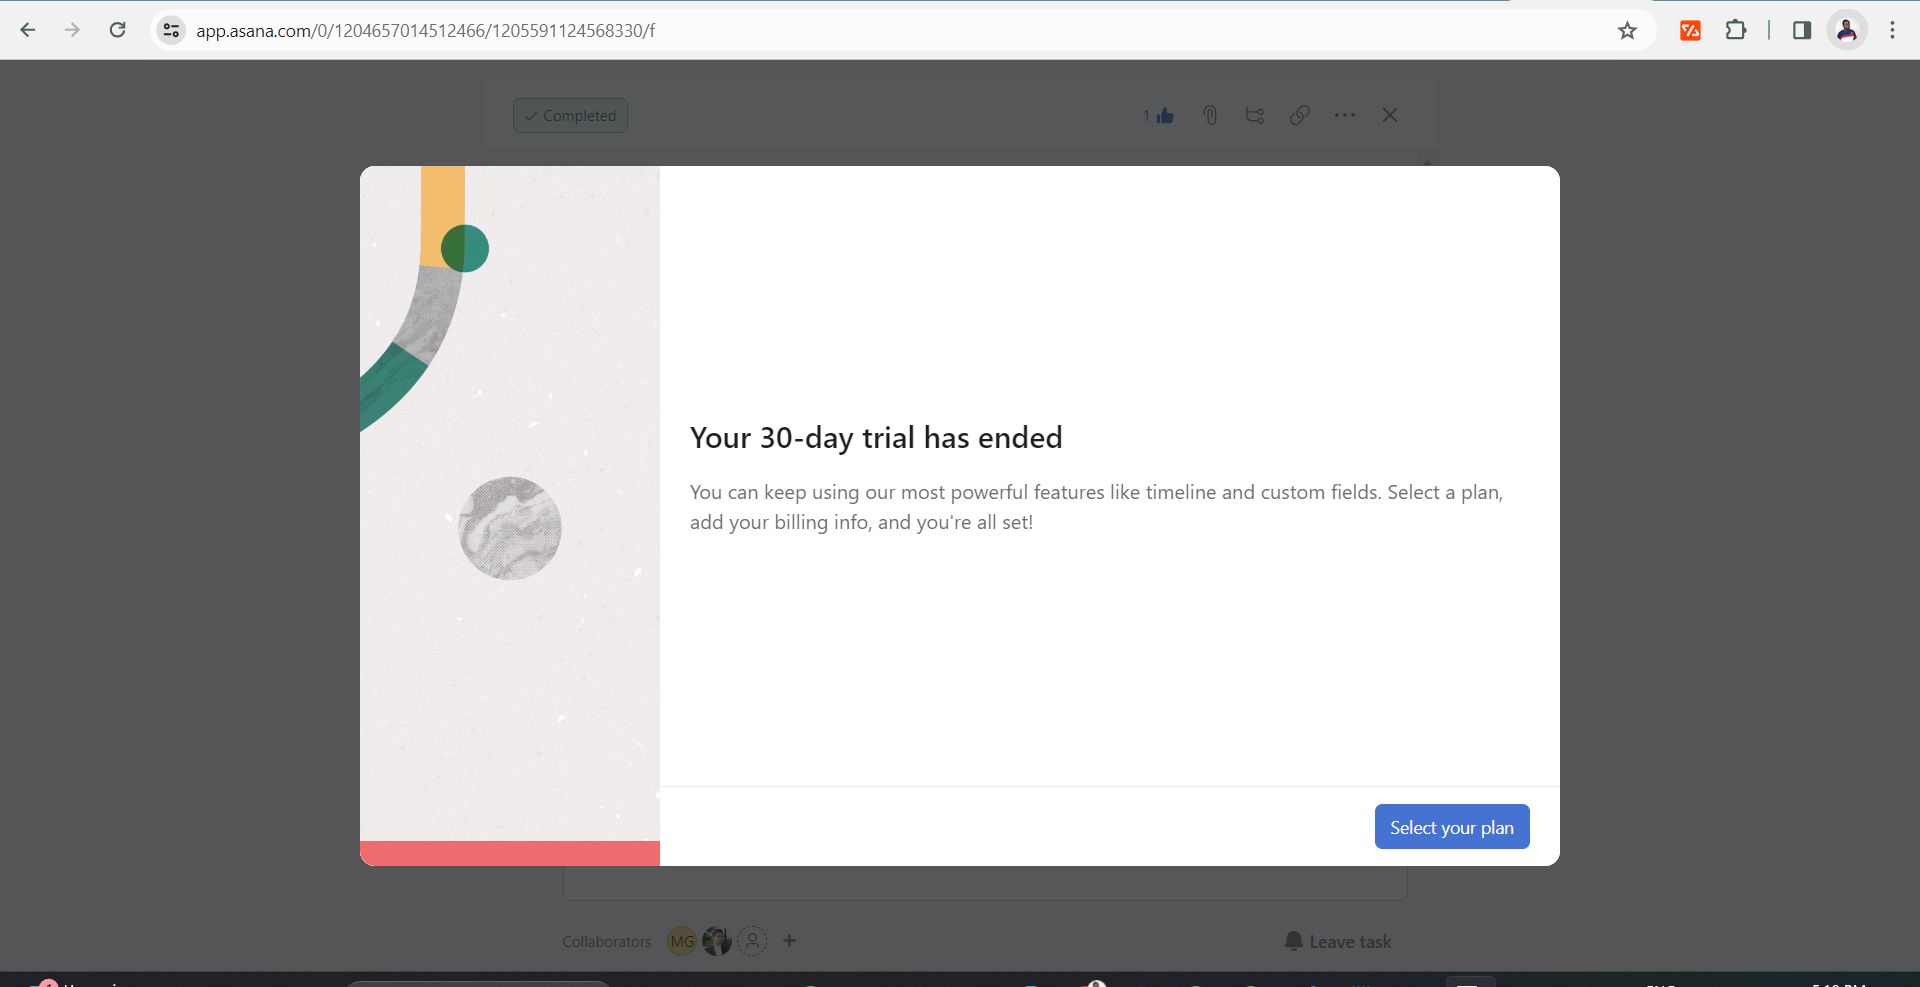 app.asana.com/0/1204657014512466/1205591124568330/f
Completed
1
Your 30-day trial has ended
You can keep using our most powerful features like timeline and custom fields. Select a plan,
add your billing info, and you're all set!
Select your plan
Collaborators
MG
Leave task